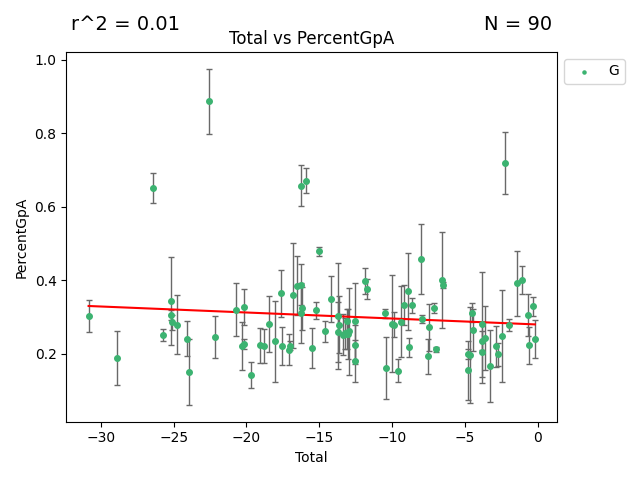 r^2 = 0.01 N = 90
Total vs PercentGpA
G
1.0
0.8
0.6
0.4
0.2
PercentGpA
−30 −25 −20 −15 −10 −5 0
Total